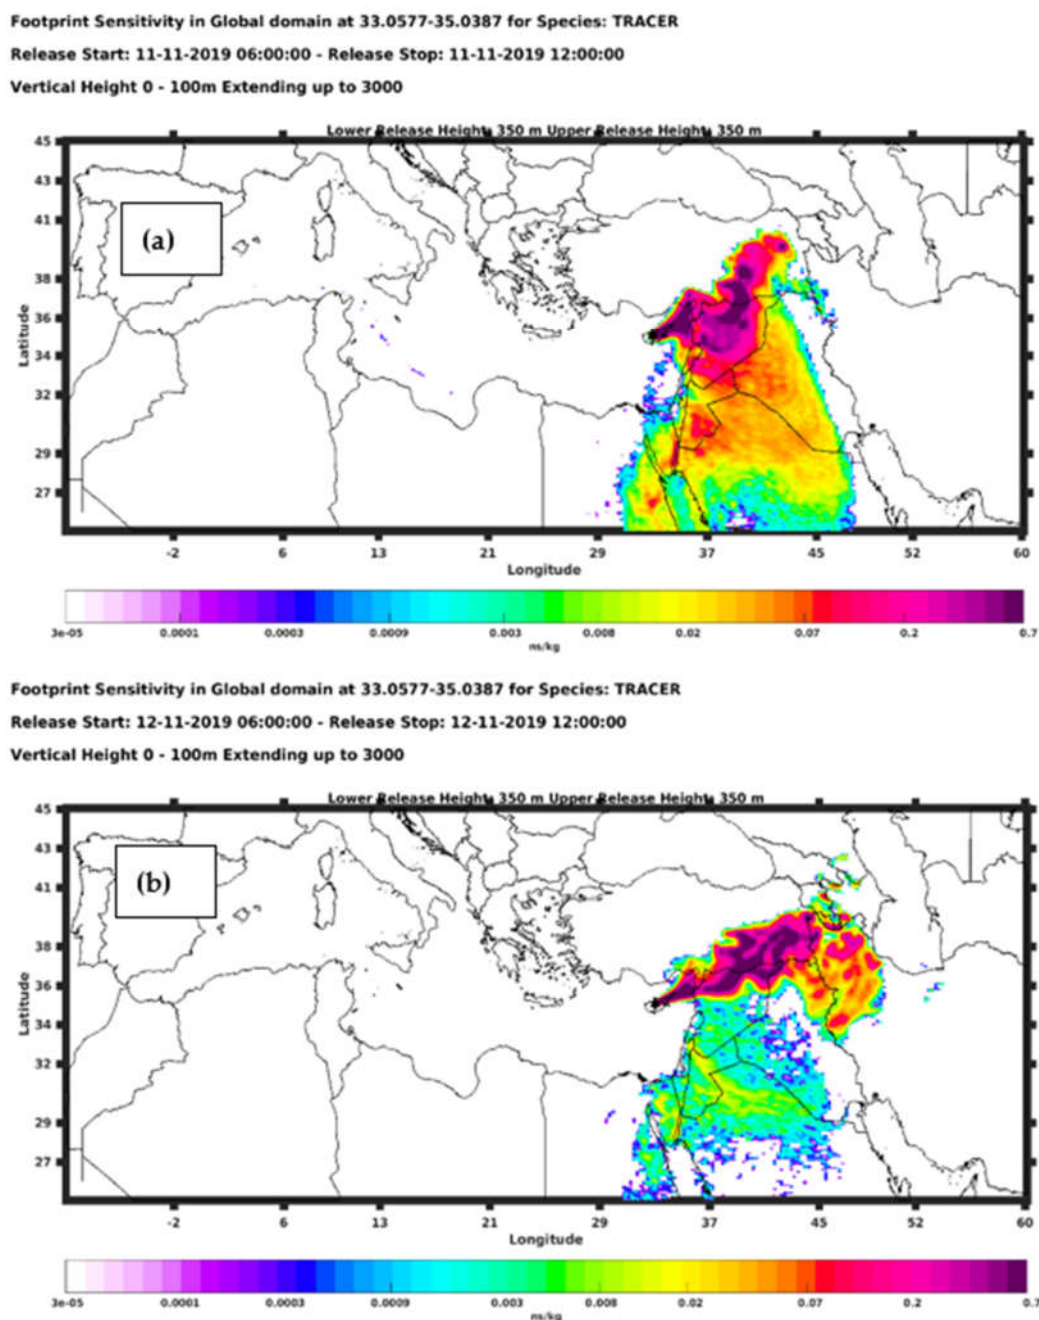 Footprint Sensitivity in Global domain at 33.0577-35.0387 for Species: TRACER
Release Start: 11-11-2019 06:00:00 - Release Stop: 11-11-2019 12:00:00
Vertical Height 0 - 100m Extending up to 3000
Lower Release Height: 350 m Upper Release Height: 350 m
45
43
(a)
41
38
36
Latitude
34
32
29
27
-2 6 13 21 29 37 45 52 60
Longitude
3e-05 0.0001 0.0003 0.0009 0.003 0.008 0.02 0.07 0.2 0.7
ns/kg
Footprint Sensitivity in Global domain at 33.0577-35.0387 for Species: TRACER
Release Start: 12-11-2019 06:00:00 - Release Stop: 12-11-2019 12:00:00
Vertical Height 0 - 100m Extending up to 3000
Lower Release Height: 350 m Upper Release Height: 350 m
45
43
(b)
41
38
36
Latitude
34
32
29
27
-2 6 13 21 29 37 45 52 60
Longitude
3e-05 0.0001 0.0003 0.0009 0.003 0.008 0.02 0.07 0.2 0.7
ns/kg